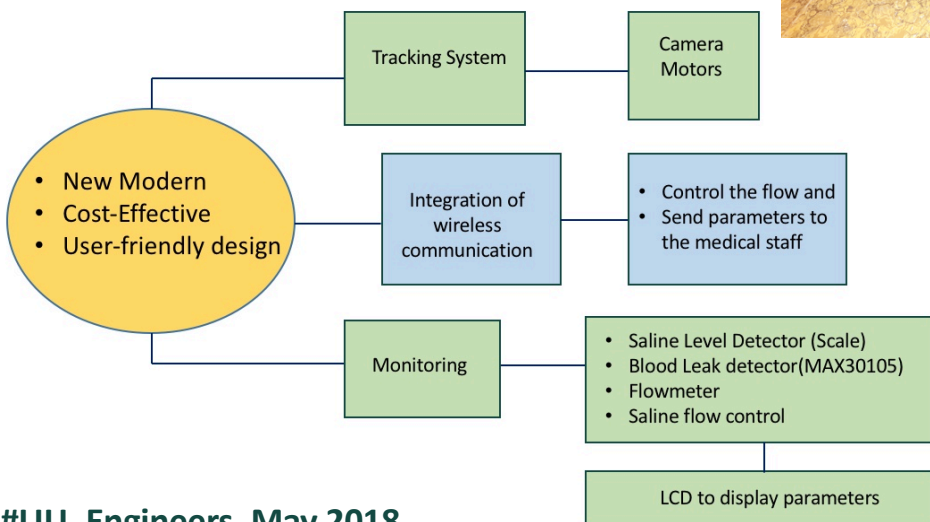 Tracking System
Camera
Motors
• New Modern
• Cost-Effective
• User-friendly design
Integration of
wireless
communication
• Control the flow and
• Send parameters to
the medical staff
Monitoring
• Saline Level Detector (Scale)
• Blood Leak detector(MAX30105)
• Flowmeter
• Saline flow control
LCD to display parameters
May 2018